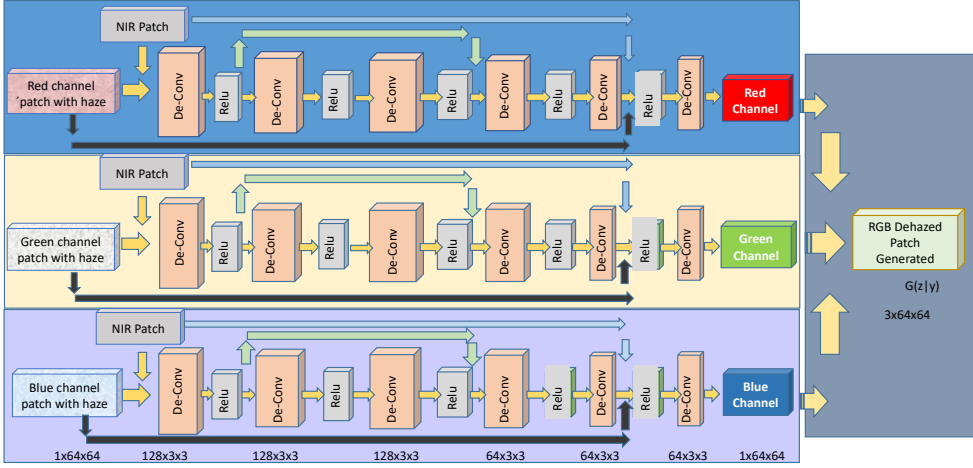 NIR Patch
Red channel
patch with haze
De-Conv
Relu
De-Conv
Relu
De-Conv
Relu
De-Conv
Relu
De-Conv
Relu
De-Conv
Red
Channel
NIR Patch
Green channel
patch with haze
De-Conv
Relu
De-Conv
Relu
De-Conv
Relu
De-Conv
Relu
De-Conv
Relu
De-Conv
Green
Channel
RGB Dehazed
Patch
Generated
G(z|y)
3x64x64
NIR Patch
Blue channel
patch with haze
De-Conv
Relu
De-Conv
Relu
De-Conv
Relu
De-Conv
Relu
De-Conv
Relu
De-Conv
Blue
Channel
1x64x64 128x3x3 128x3x3 128x3x3 64x3x3 64x3x3 64x3x3 1x64x64